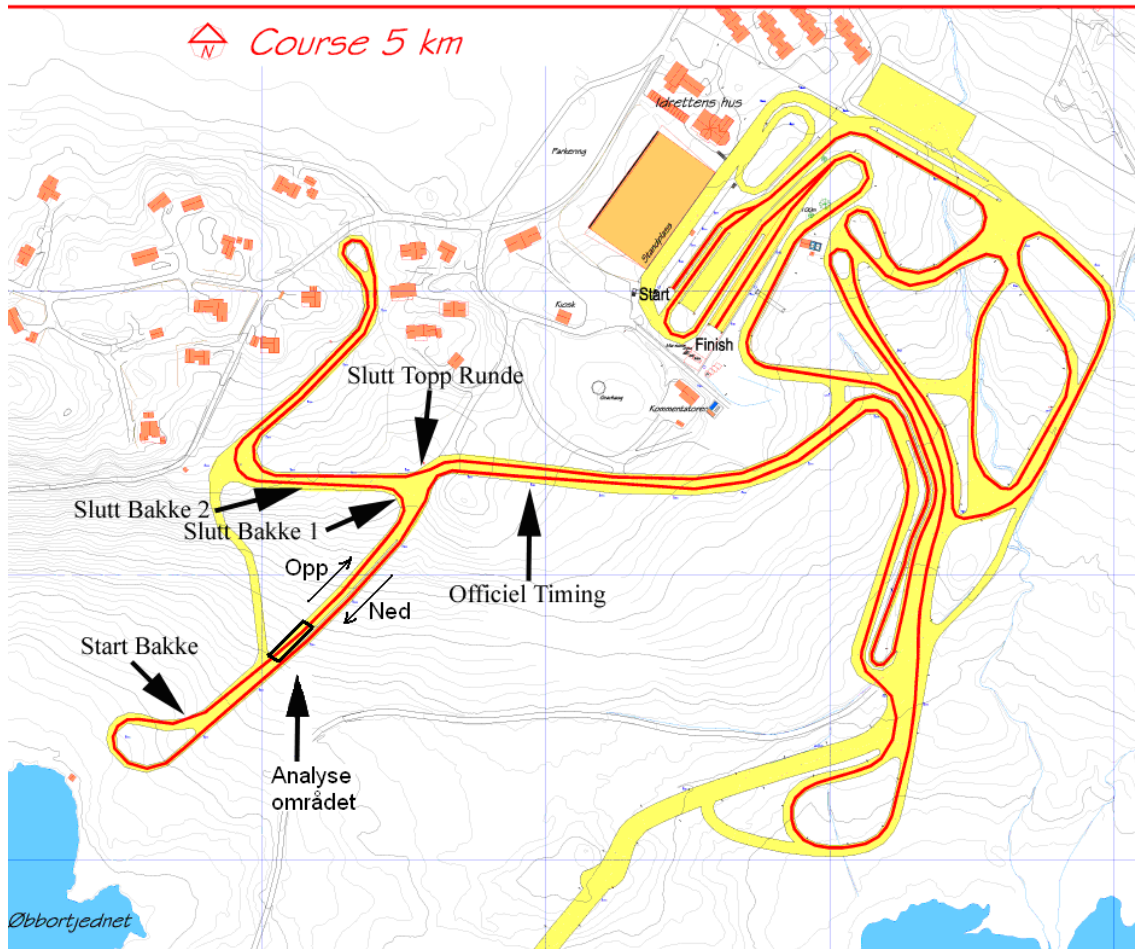 N
Course 5 km
Idrettens hus
Parkering
Standplass
Start
Kiosk
Finish
Slutt Topp Runde
Slutt Bakke 2
Slutt Bakke 1
Opp
Ned
Officiel Timing
Start Bakke
Analyse
området
Øbbortjednet